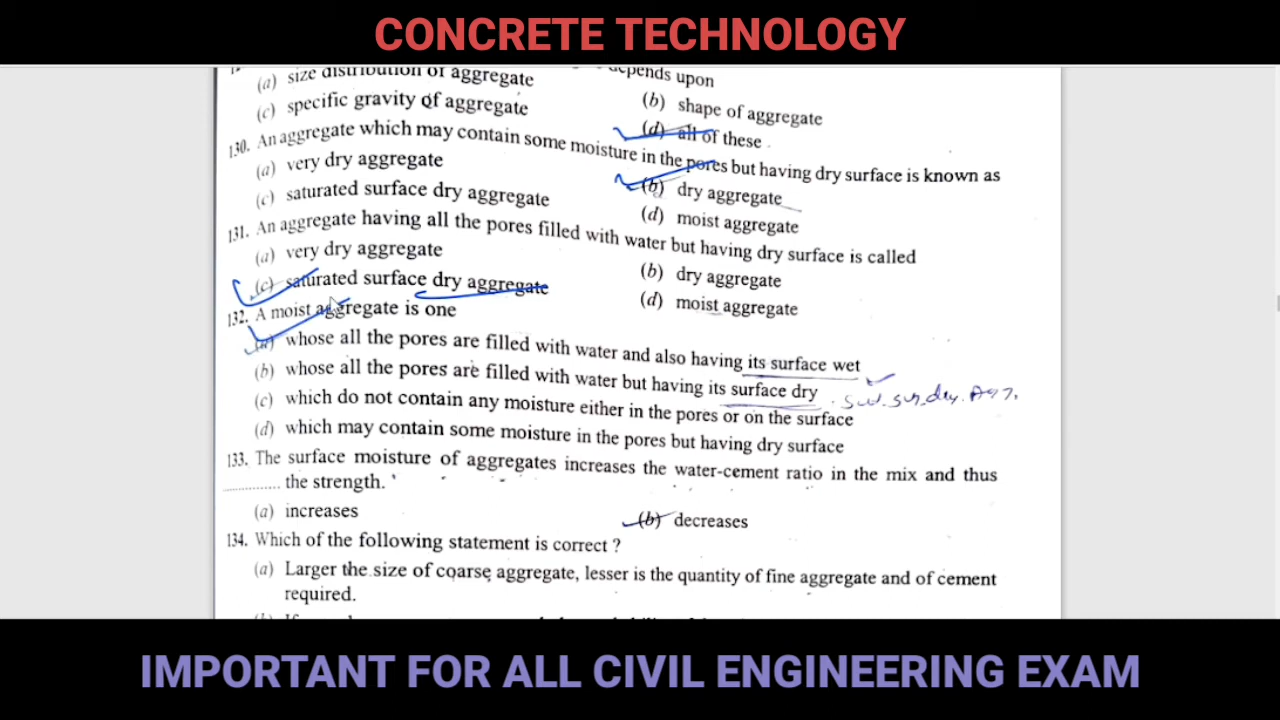 CONCRETE TECHNOLOGY
depends upon
(a) size distribution of aggregate
(b) shape of aggregate
(c) specific gravity of aggregate
(d) all of these
130. An aggregate which may contain some moisture in the pores but having dry surface is known as
(a) very dry aggregate
(b) dry aggregate
(c) saturated surface dry aggregate
(d) moist aggregate
131. An aggregate having all the pores filled with water but having dry surface is called
(a) very dry aggregate
(b) dry aggregate
(c) saturated surface dry aggregate
(d) moist aggregate
132. A moist aggregate is one
(a) whose all the pores are filled with water and also having its surface wet
(b) whose all the pores are filled with water but having its surface dry
(c) which do not contain any moisture either in the pores or on the surface
(d) which may contain some moisture in the pores but having dry surface
133. The surface moisture of aggregates increases the water-cement ratio in the mix and thus
............... the strength.
(a) increases
(b) decreases
134. Which of the following statement is correct ?
(a) Larger the size of coarse aggregate, lesser is the quantity of fine aggregate and of cement
required.
IMPORTANT FOR ALL CIVIL ENGINEERING EXAM